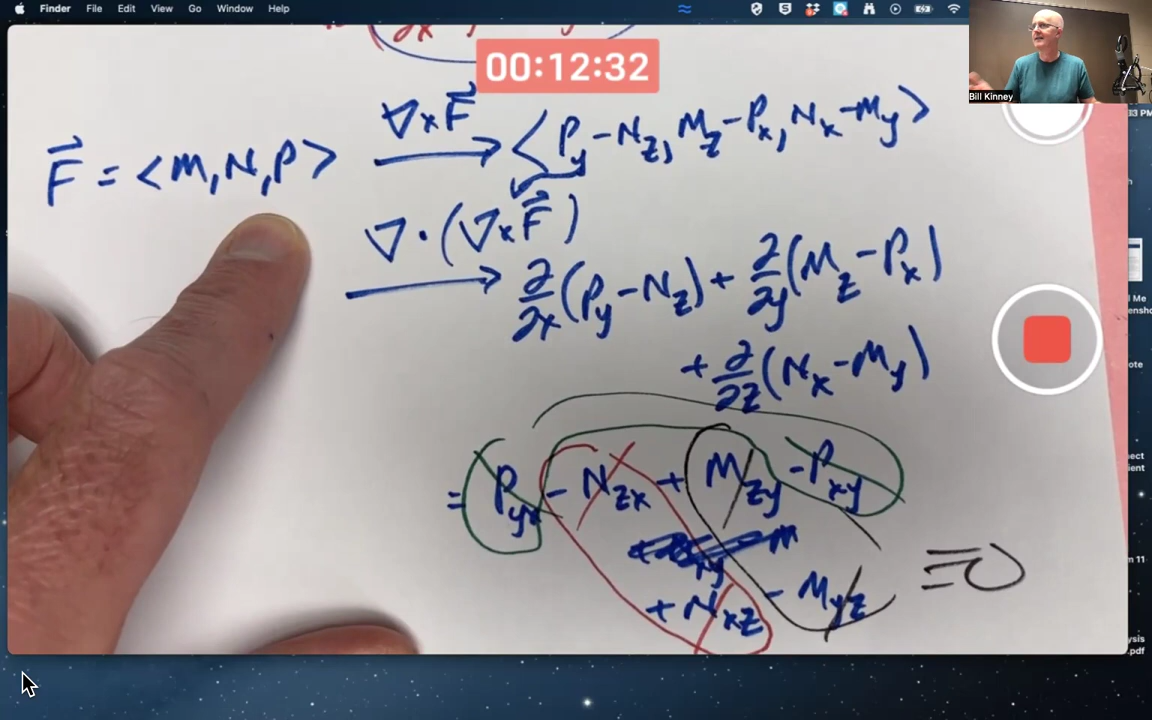 Finder File Edit View Go Window Help
00:12:32
Bill Kinney
F⃗ = <M, N, P> ∇×F⃗ → <P_y − N_z, M_z − P_x, N_x − M_y>
∇·(∇×F⃗) → ∂/∂x (P_y − N_z) + ∂/∂y (M_z − P_x)
+ ∂/∂z (N_x − M_y)
= P_yx − N_zx + M_zy − P_xy
+ N_xz − M_yz = 0